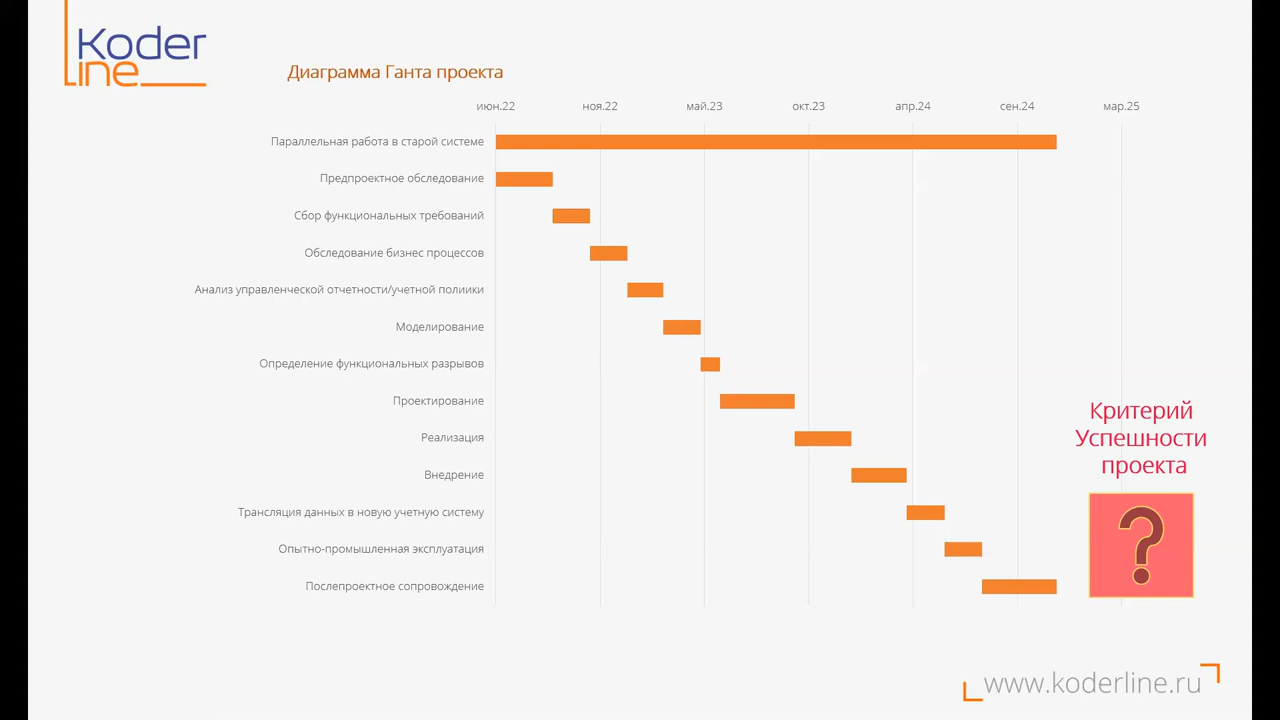 Koder
line
Диаграмма Ганта проекта
июн.22 ноя.22 май.23 окт.23 апр.24 сен.24 мар.25
Параллельная работа в старой системе
Предпроектное обследование
Сбор функциональных требований
Обследование бизнес процессов
Анализ управленческой отчетности/учетной полиики
Моделирование
Определение функциональных разрывов
Проектирование
Реализация
Внедрение
Трансляция данных в новую учетную систему
Опытно-промышленная эксплуатация
Послепроектное сопровождение
Критерий
Успешности
проекта
?
www.koderline.ru